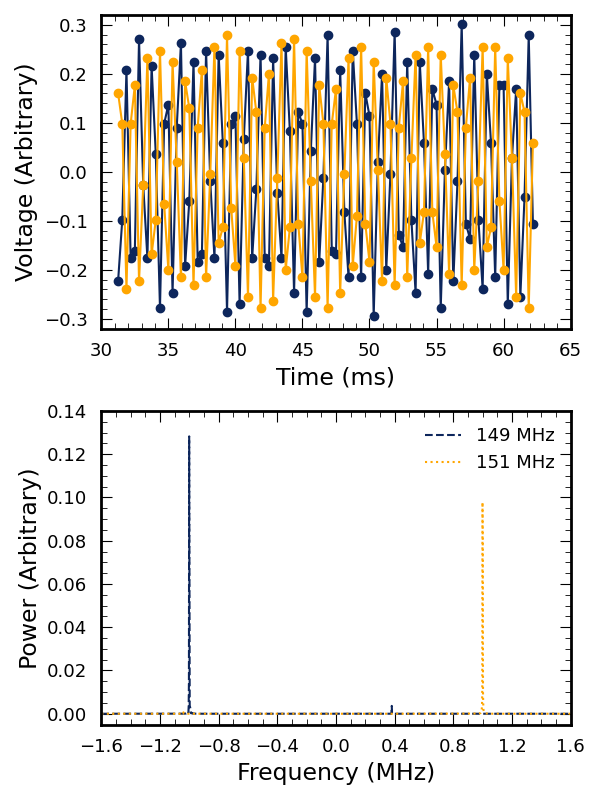 0.3
0.2
0.1
0.0
−0.1
−0.2
−0.3
Voltage (Arbitrary)
30 35 40 45 50 55 60 65
Time (ms)
0.14
0.12
0.10
0.08
0.06
0.04
0.02
0.00
Power (Arbitrary)
149 MHz
151 MHz
−1.6 −1.2 −0.8 −0.4 0.0 0.4 0.8 1.2 1.6
Frequency (MHz)